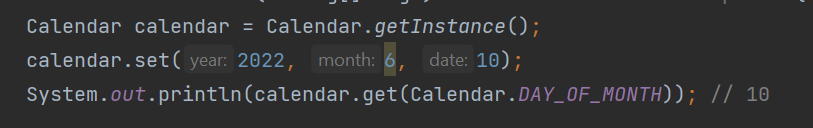 Calendar calendar = Calendar.getInstance();
calendar.set(year: 2022, month: 6, date: 10);
System.out.println(calendar.get(Calendar.DAY_OF_MONTH)); // 10